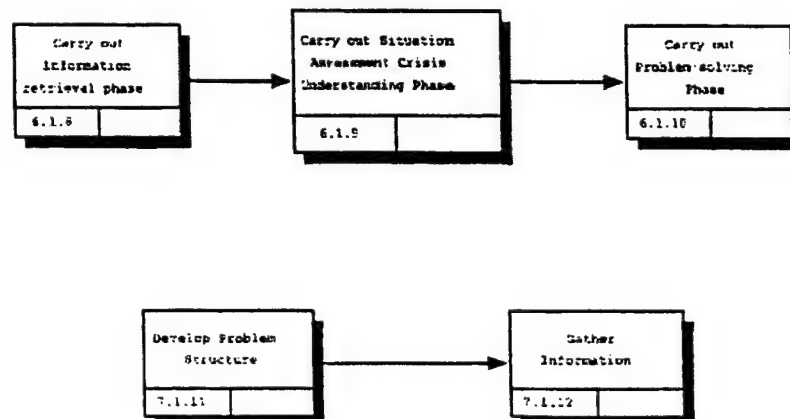 Carry out
Information
retrieval phase
6.1.8
Carry out Situation
Assessment Crisis
Understanding Phase
6.1.9
Carry out
Problem-solving
Phase
6.1.10
Develop Problem
Structure
7.1.11
Gather
Information
7.1.12